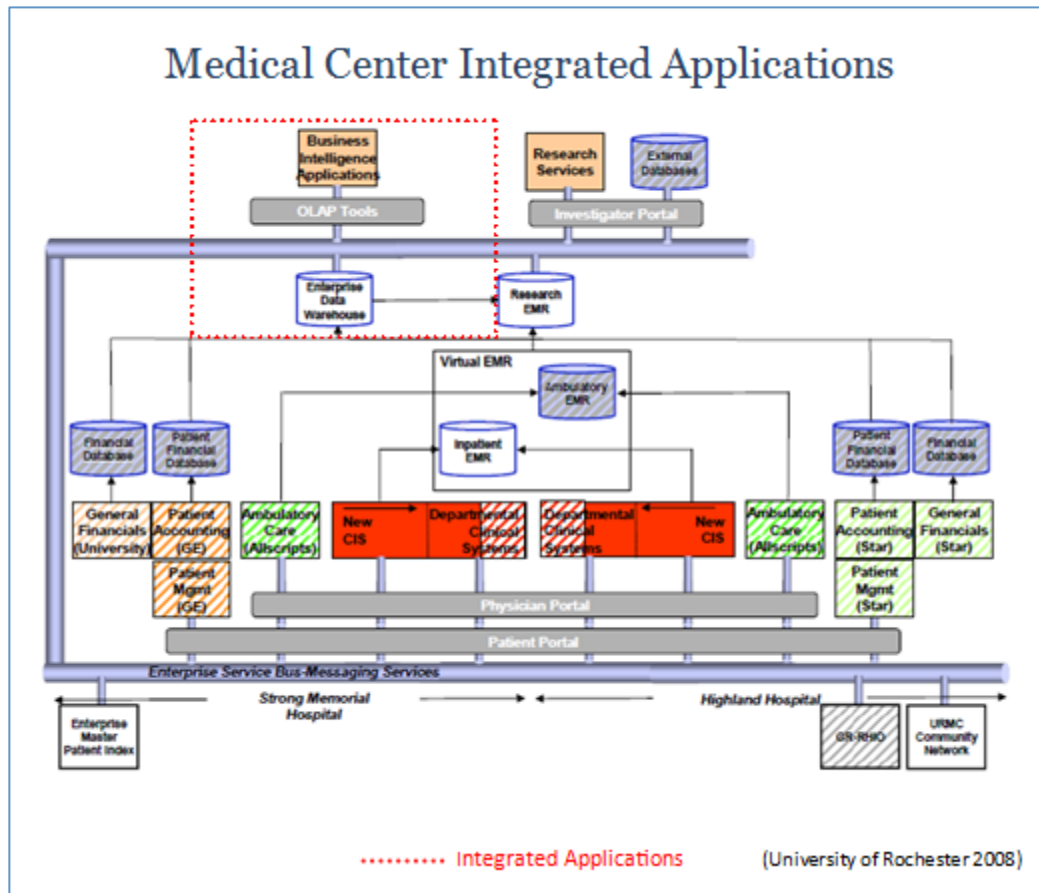 Medical Center Integrated Applications
Business
Intelligence
Applications
Research
Services
External
Databases
OLAP Tools
Investigator Portal
Enterprise
Data
Warehouse
Research
EMR
Virtual EMR
Ambulatory
EMR
Inpatient
EMR
Financial
Database
Patient
Financial
Database
Patient
Financial
Database
Financial
Database
General
Financials
(University)
Patient
Accounting
(GE)
Ambulatory
Care
(Allscripts)
New
CIS
Departmental
Clinical
Systems
Departmental
Clinical
Systems
New
CIS
Ambulatory
Care
(Allscripts)
Patient
Accounting
(Star)
General
Financials
(Star)
Patient
Mgmt
(GE)
Patient
Mgmt
(Star)
Physician Portal
Patient Portal
Enterprise Service Bus-Messaging Services
Strong Memorial
Hospital
Highland Hospital
Enterprise
Master
Patient Index
GR-RHIO
URMC
Community
Network
Integrated Applications
(University of Rochester 2008)